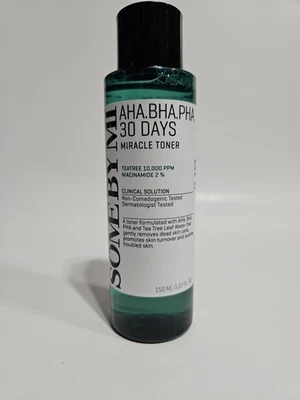 SOME BY MI
AHA.BHA.PHA
30 DAYS
MIRACLE TONER
TEATREE 10,000 PPM
NIACINAMIDE 2 %
CLINICAL SOLUTION
Non-Comedogenic Tested
Dermatologist Tested
A toner formulated with AHA, BHA,
PHA and Tea Tree Leaf Water that
gently removes dead skin cells,
promotes skin turnover and soothes
troubled skin.
150 ML